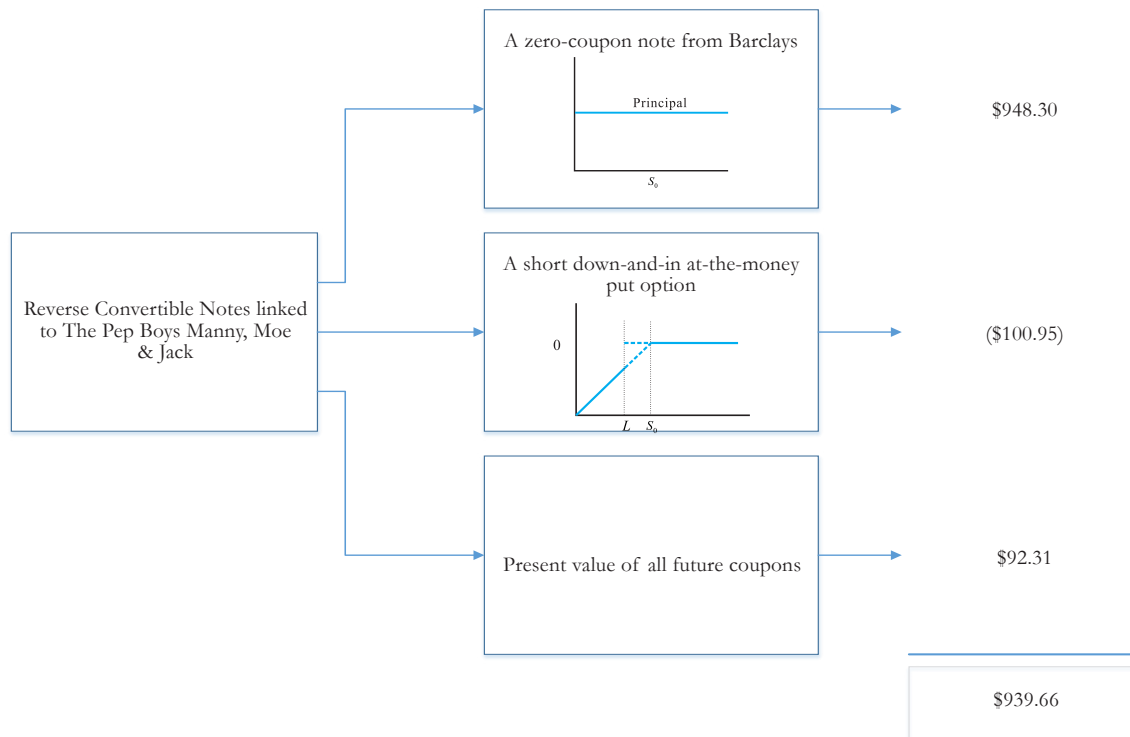 A zero-coupon note from Barclays
Principal
S₀
$948.30
Reverse Convertible Notes linked
to The Pep Boys Manny, Moe
& Jack
A short down-and-in at-the-money
put option
0
L S₀
($100.95)
Present value of all future coupons
$92.31
$939.66